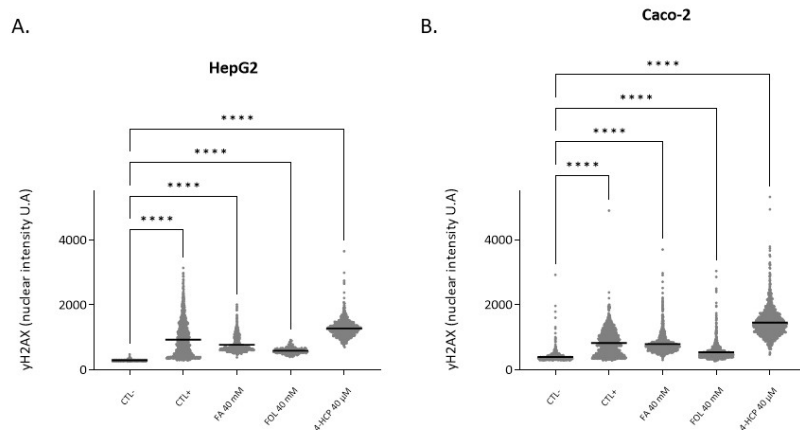 A.
HepG2
****
****
****
****
γH2AX (nuclear intensity U.A)
4000
2000
0
CTL-
CTL+
FA 40 mM
FOL 40 mM
4-HCP 40 µM
B.
Caco-2
****
****
****
****
γH2AX (nuclear intensity U.A)
4000
2000
0
CTL-
CTL+
FA 40 mM
FOL 40 mM
4-HCP 40 µM